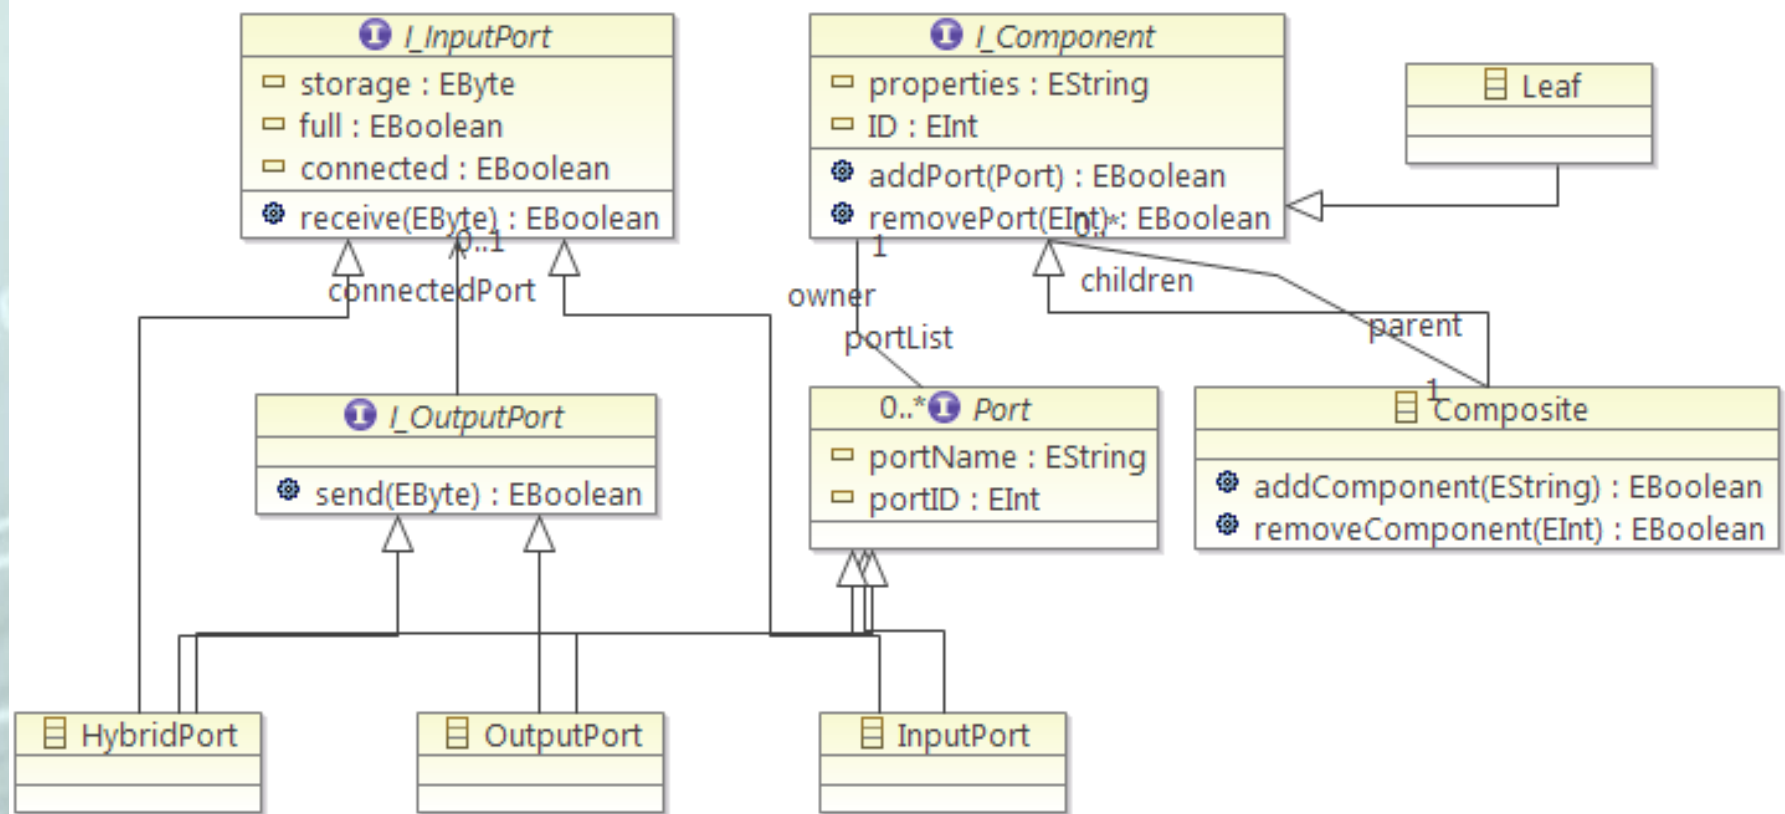 I_InputPort
storage : EByte
full : EBoolean
connected : EBoolean
receive(EByte) : EBoolean
0..1
connectedPort
I_OutputPort
send(EByte) : EBoolean
I_Component
properties : EString
ID : EInt
addPort(Port) : EBoolean
removePort(EInt) : EBoolean
0..*
1
owner
portList
children
parent
1
Leaf
0..*
Port
portName : EString
portID : EInt
Composite
addComponent(EString) : EBoolean
removeComponent(EInt) : EBoolean
HybridPort
OutputPort
InputPort